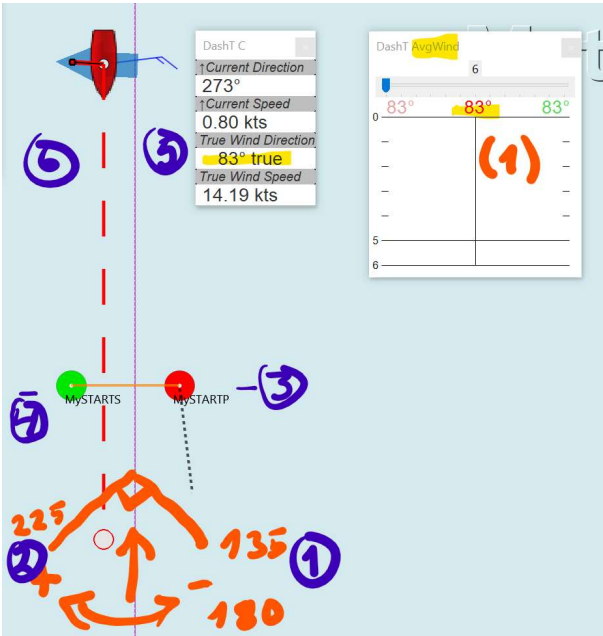 DashT C
↑Current Direction
273°
↑Current Speed
0.80 kts
True Wind Direction
83° true
True Wind Speed
14.19 kts
DashT AvgWind
6
83° 83° 83°
0
5
6
(1)
6
5
MySTARTS
MySTARTP
3
225
135
1
2
+
-
180